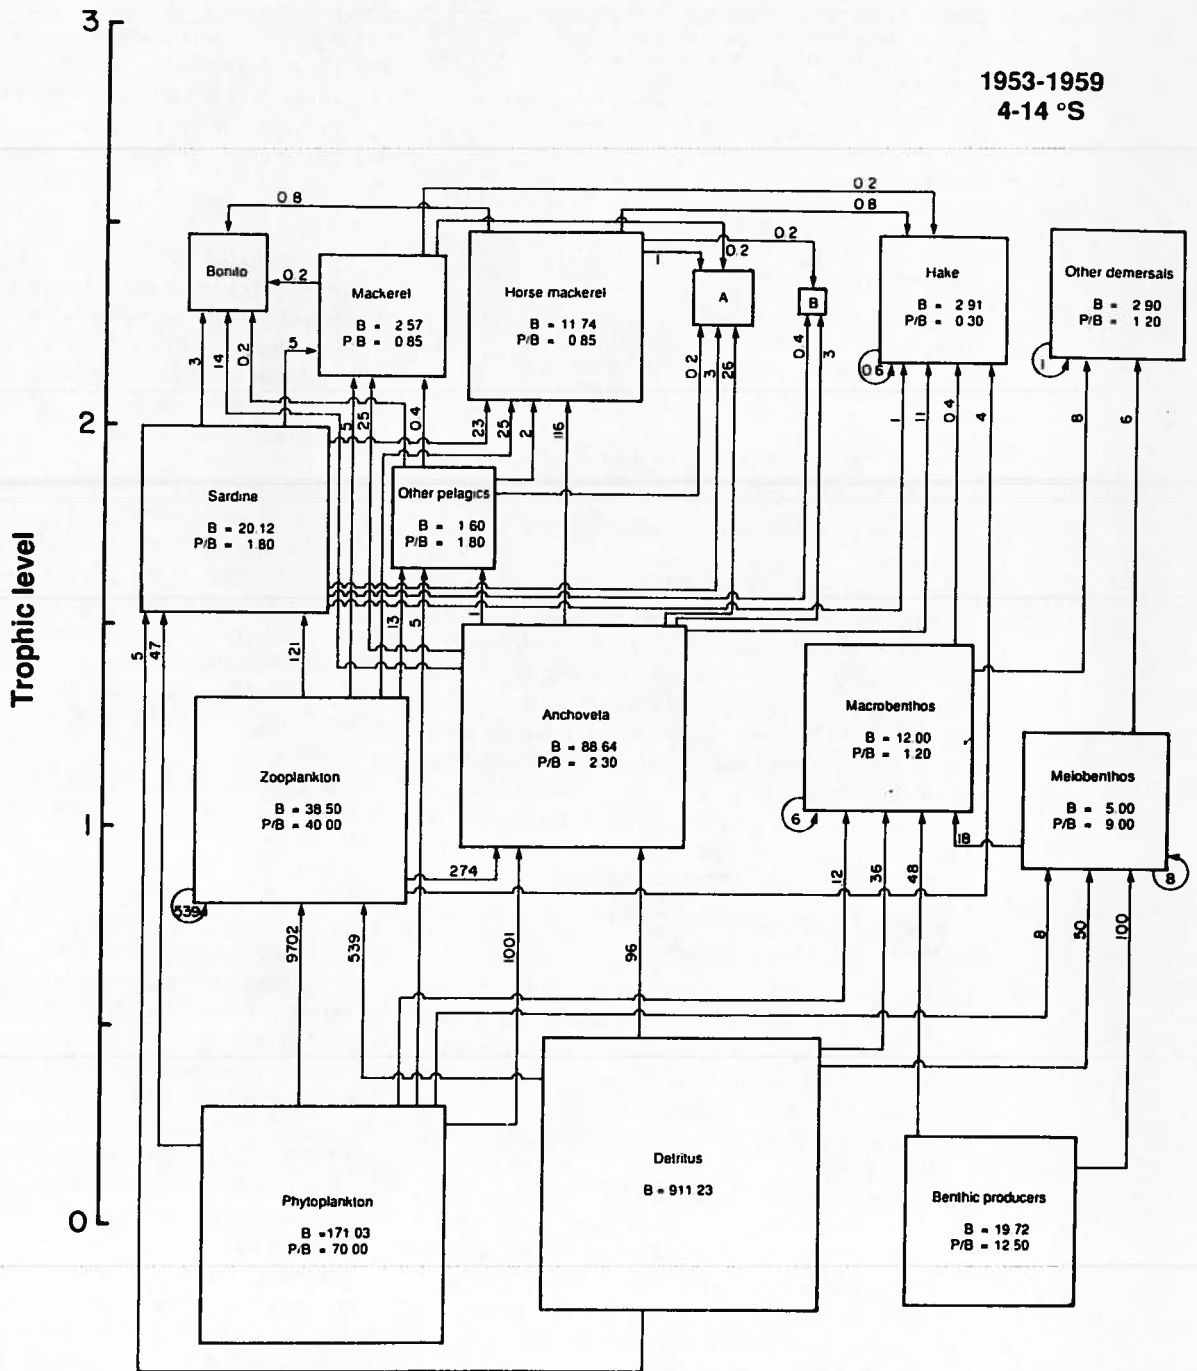 3
1953-1959
4-14 °S
0.8
0.2
0.8
Bonito
0.2
Mackerel
B = 2.57
P B = 0.85
Horse mackerel
B = 11.74
P/B = 0.85
1
0.2
0.2
A
B
Hake
B = 2.91
P/B = 0.30
Other demersals
B = 2.90
P/B = 1.20
3
14
0.2
5
5
25
0.4
23
25
2
116
0.2
3
26
0.4
3
0.6
1
11
0.4
4
1
8
6
2
Sardine
B = 20.12
P/B = 1.80
Other pelagics
B = 1.60
P/B = 1.80
Trophic level
5
47
121
13
5
1
Zooplankton
B = 38.50
P/B = 40.00
Anchoveta
B = 88.64
P/B = 2.30
Macrobenthos
B = 12.00
P/B = 1.20
Meiobenthos
B = 5.00
P/B = 9.00
1
6
18
8
274
539
9702
539
1001
96
12
36
48
8
50
100
Phytoplankton
B =171.03
P/B = 70.00
Detritus
B = 911.23
Benthic producers
B = 19.72
P/B = 12.50
0